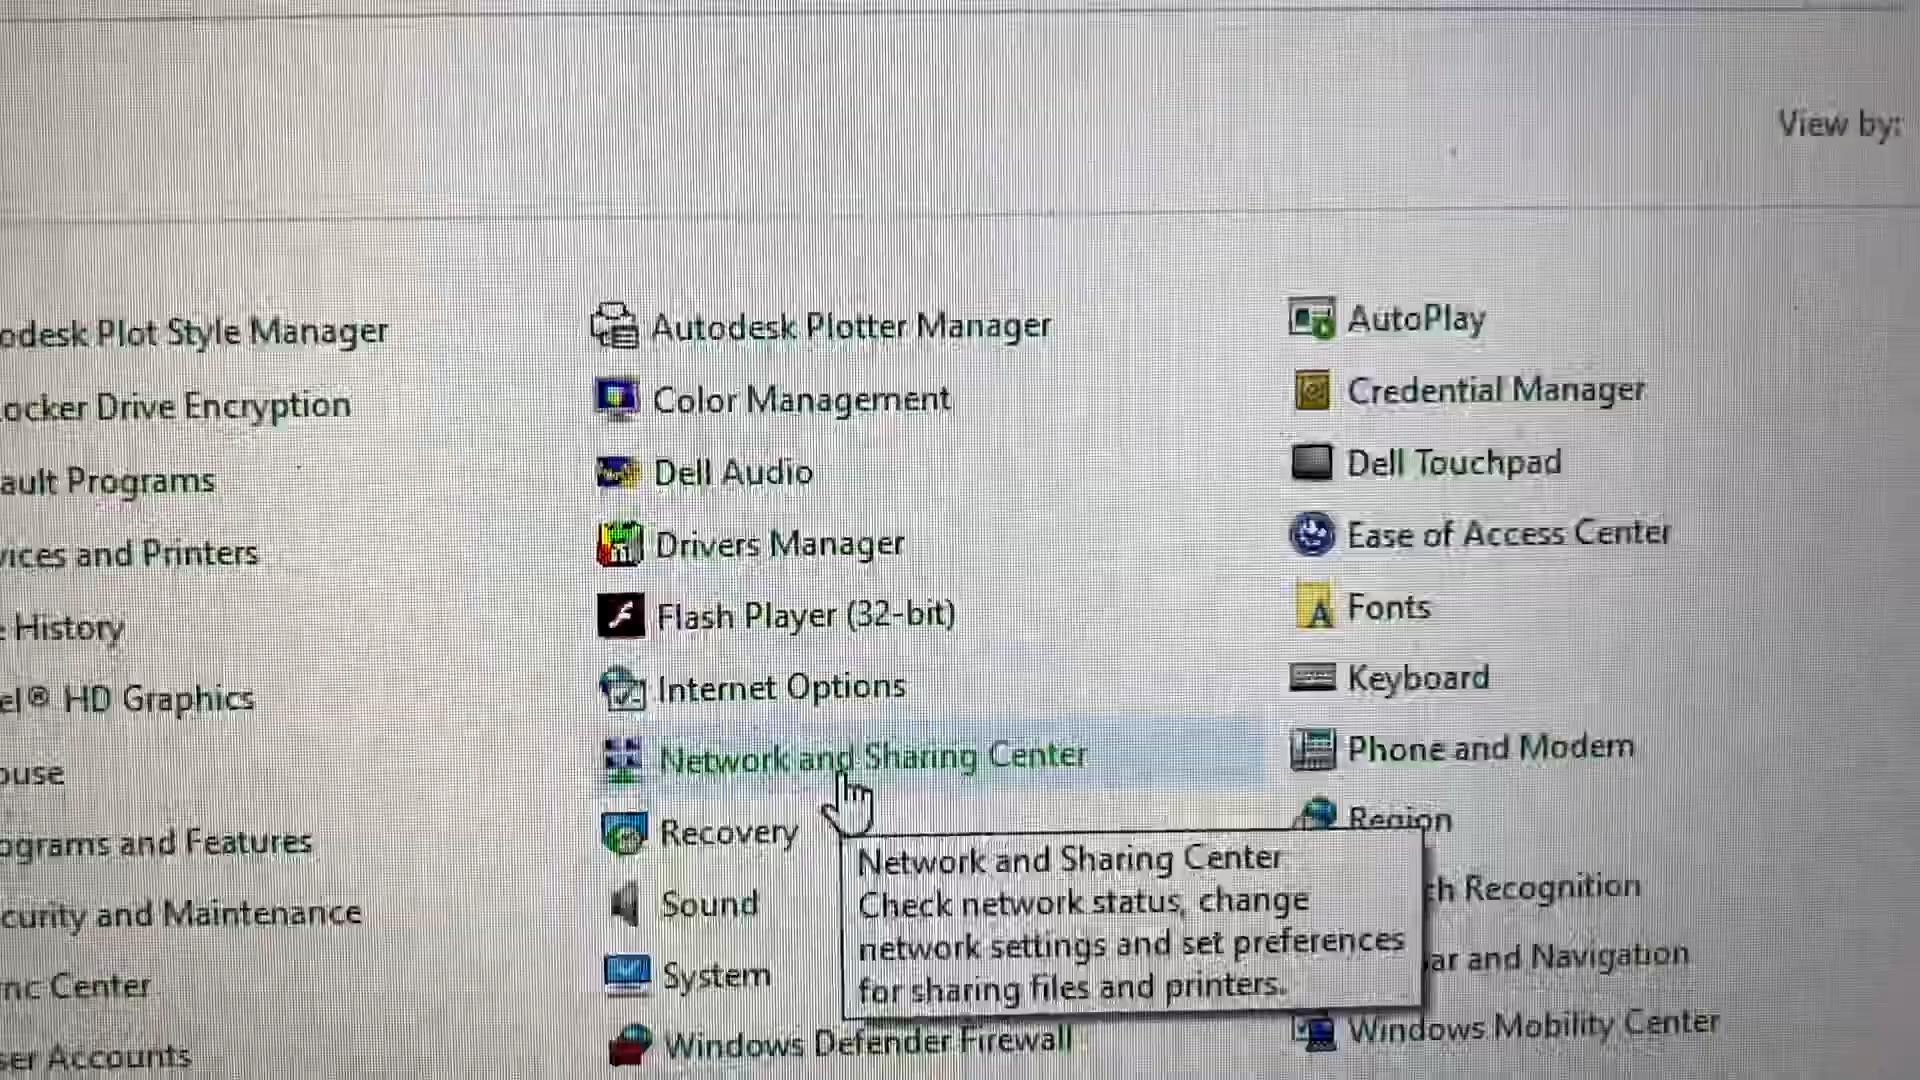 View by:
odesk Plot Style Manager
Autodesk Plotter Manager
AutoPlay
ocker Drive Encryption
Color Management
Credential Manager
ault Programs
Dell Audio
Dell Touchpad
vices and Printers
Drivers Manager
Ease of Access Center
e History
Flash Player (32-bit)
Fonts
el® HD Graphics
Internet Options
Keyboard
ouse
Network and Sharing Center
Phone and Modem
ograms and Features
Recovery
Region
Network and Sharing Center
Check network status, change
network settings and set preferences
for sharing files and printers.
curity and Maintenance
Sound
ch Recognition
nc Center
System
ar and Navigation
ser Accounts
Windows Defender Firewall
Windows Mobility Center